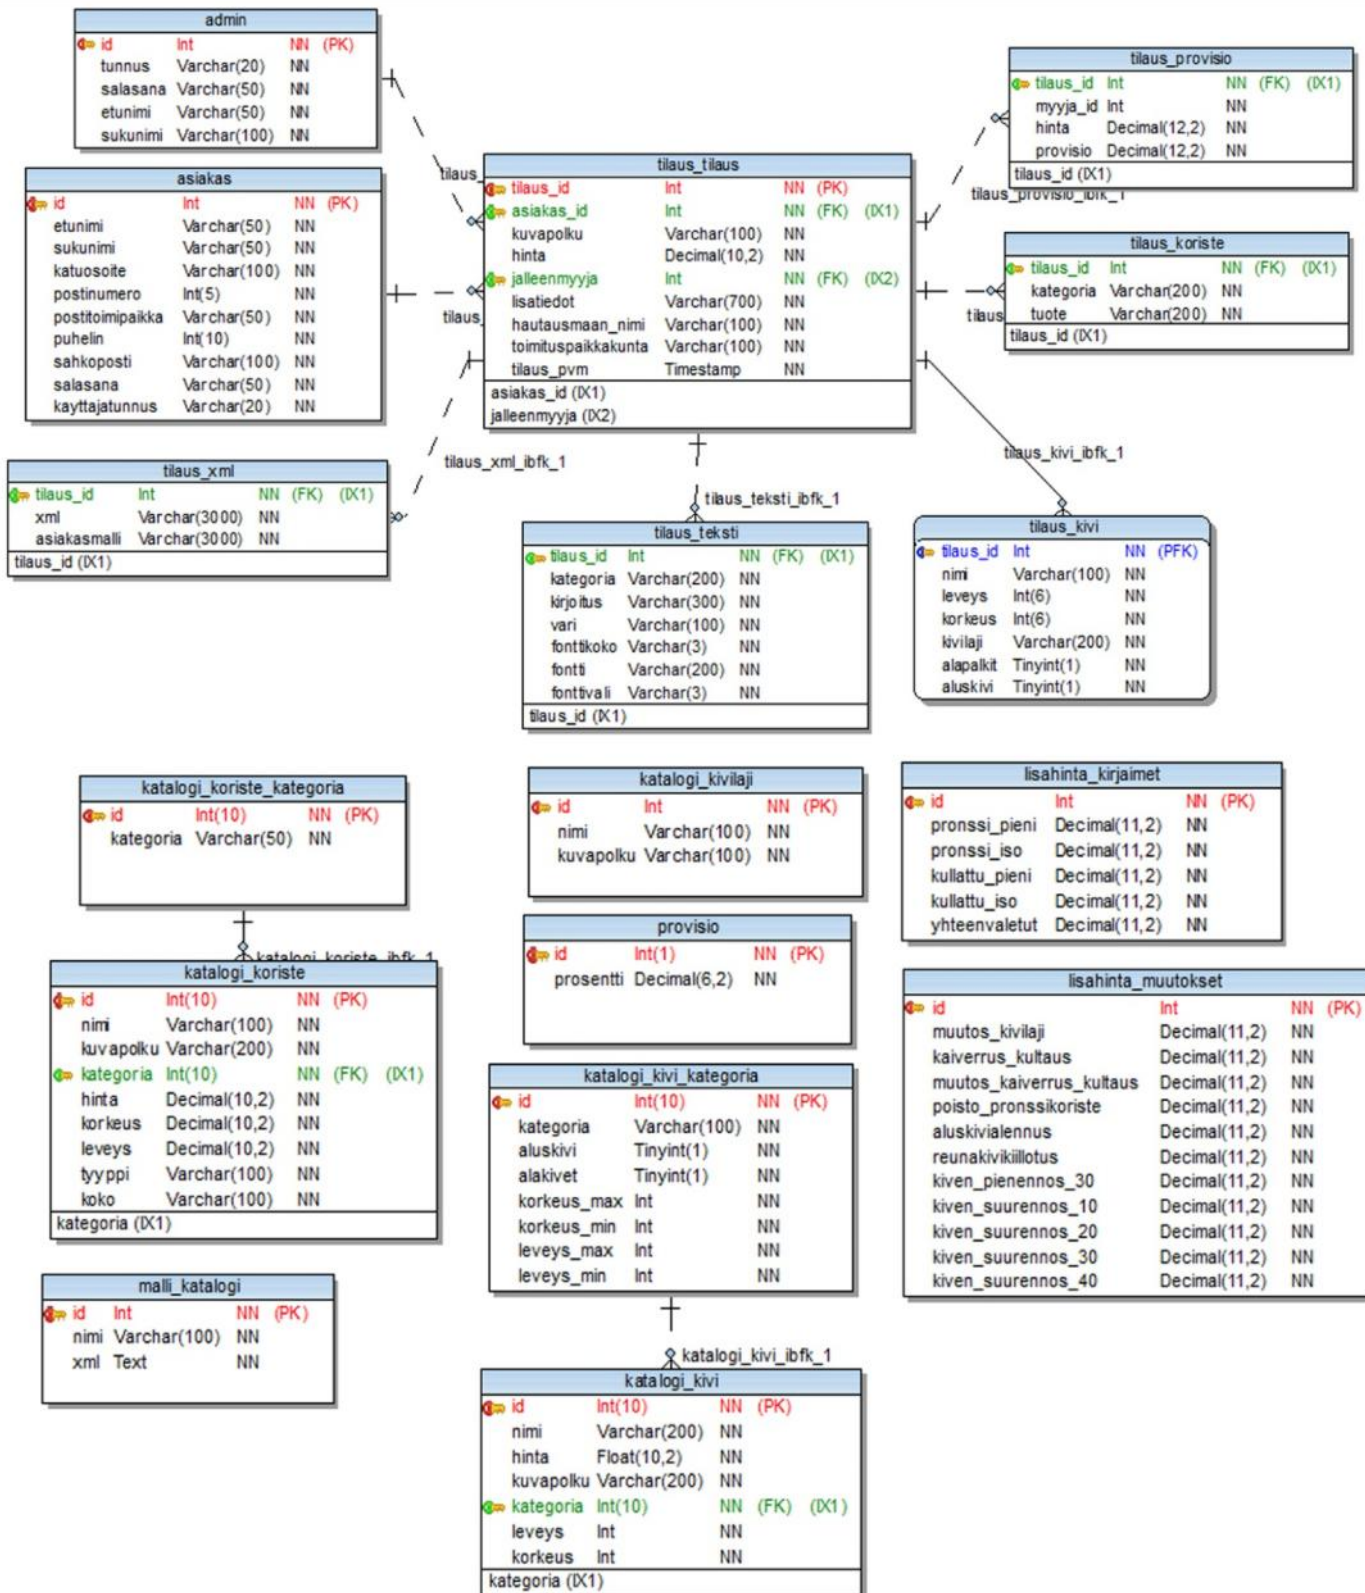 admin
id Int NN (PK)
tunnus Varchar(20) NN
salasana Varchar(50) NN
etunimi Varchar(50) NN
sukunimi Varchar(100) NN
asiakas
id Int NN (PK)
etunimi Varchar(50) NN
sukunimi Varchar(50) NN
katuosoite Varchar(100) NN
postinumero Int(5) NN
postitoimipaikka Varchar(50) NN
puhelin Int(10) NN
sahkoposti Varchar(100) NN
salasana Varchar(50) NN
kayttajatunnus Varchar(20) NN
tilaus_xml
tilaus_id Int NN (FK) (IX1)
xml Varchar(3000) NN
asiakasmalli Varchar(3000) NN
tilaus_id (IX1)
tilaus_
tilaus_
tilaus_xml_ibfk_1
tilaus_tilaus
tilaus_id Int NN (PK)
asiakas_id Int NN (FK) (IX1)
kuvapolku Varchar(100) NN
hinta Decimal(10,2) NN
jalleenmyyja Int NN (FK) (IX2)
lisatiedot Varchar(700) NN
hautausmaan_nimi Varchar(100) NN
toimituspaikkakunta Varchar(100) NN
tilaus_pvm Timestamp NN
asiakas_id (IX1)
jalleenmyyja (IX2)
tilaus_provisio
tilaus_id Int NN (FK) (IX1)
myyja_id Int NN
hinta Decimal(12,2) NN
provisio Decimal(12,2) NN
tilaus_id (IX1)
tilaus_provisio_ibfk_1
tilaus_koriste
tilaus_id Int NN (FK) (IX1)
kategoria Varchar(200) NN
tuote Varchar(200) NN
tilaus_id (IX1)
tilaus_
tilaus_kivi_ibfk_1
tilaus_teksti_ibfk_1
tilaus_teksti
tilaus_id Int NN (FK) (IX1)
kategoria Varchar(200) NN
kirjoitus Varchar(300) NN
vari Varchar(100) NN
fonttikoko Varchar(3) NN
fontti Varchar(200) NN
fonttivali Varchar(3) NN
tilaus_id (IX1)
tilaus_kivi
tilaus_id Int NN (PFK)
nimi Varchar(100) NN
leveys Int(6) NN
korkeus Int(6) NN
kivilaji Varchar(200) NN
alapalkit Tinyint(1) NN
aluskivi Tinyint(1) NN
katalogi_koriste_kategoria
id Int(10) NN (PK)
kategoria Varchar(50) NN
katalogi_koriste_ibfk_1
katalogi_koriste
id Int(10) NN (PK)
nimi Varchar(100) NN
kuvapolku Varchar(200) NN
kategoria Int(10) NN (FK) (IX1)
hinta Decimal(10,2) NN
korkeus Decimal(10,2) NN
leveys Decimal(10,2) NN
tyyppi Varchar(100) NN
koko Varchar(100) NN
kategoria (IX1)
malli_katalogi
id Int NN (PK)
nimi Varchar(100) NN
xml Text NN
katalogi_kivilaji
id Int NN (PK)
nimi Varchar(100) NN
kuvapolku Varchar(100) NN
provisio
id Int(1) NN (PK)
prosentti Decimal(6,2) NN
katalogi_kivi_kategoria
id Int(10) NN (PK)
kategoria Varchar(100) NN
aluskivi Tinyint(1) NN
alakivet Tinyint(1) NN
korkeus_max Int NN
korkeus_min Int NN
leveys_max Int NN
leveys_min Int NN
katalogi_kivi_ibfk_1
katalogi_kivi
id Int(10) NN (PK)
nimi Varchar(200) NN
hinta Float(10,2) NN
kuvapolku Varchar(200) NN
kategoria Int(10) NN (FK) (IX1)
leveys Int NN
korkeus Int NN
kategoria (IX1)
lisahinta_kirjaimet
id Int NN (PK)
pronssi_pieni Decimal(11,2) NN
pronssi_iso Decimal(11,2) NN
kullattu_pieni Decimal(11,2) NN
kullattu_iso Decimal(11,2) NN
yhteenvaletut Decimal(11,2) NN
lisahinta_muutokset
id Int NN (PK)
muutos_kivilaji Decimal(11,2) NN
kaiverrus_kultaus Decimal(11,2) NN
muutos_kaiverrus_kultaus Decimal(11,2) NN
poisto_pronssikoriste Decimal(11,2) NN
aluskivialennus Decimal(11,2) NN
reunakivikiillotus Decimal(11,2) NN
kiven_pienennos_30 Decimal(11,2) NN
kiven_suurennos_10 Decimal(11,2) NN
kiven_suurennos_20 Decimal(11,2) NN
kiven_suurennos_30 Decimal(11,2) NN
kiven_suurennos_40 Decimal(11,2) NN